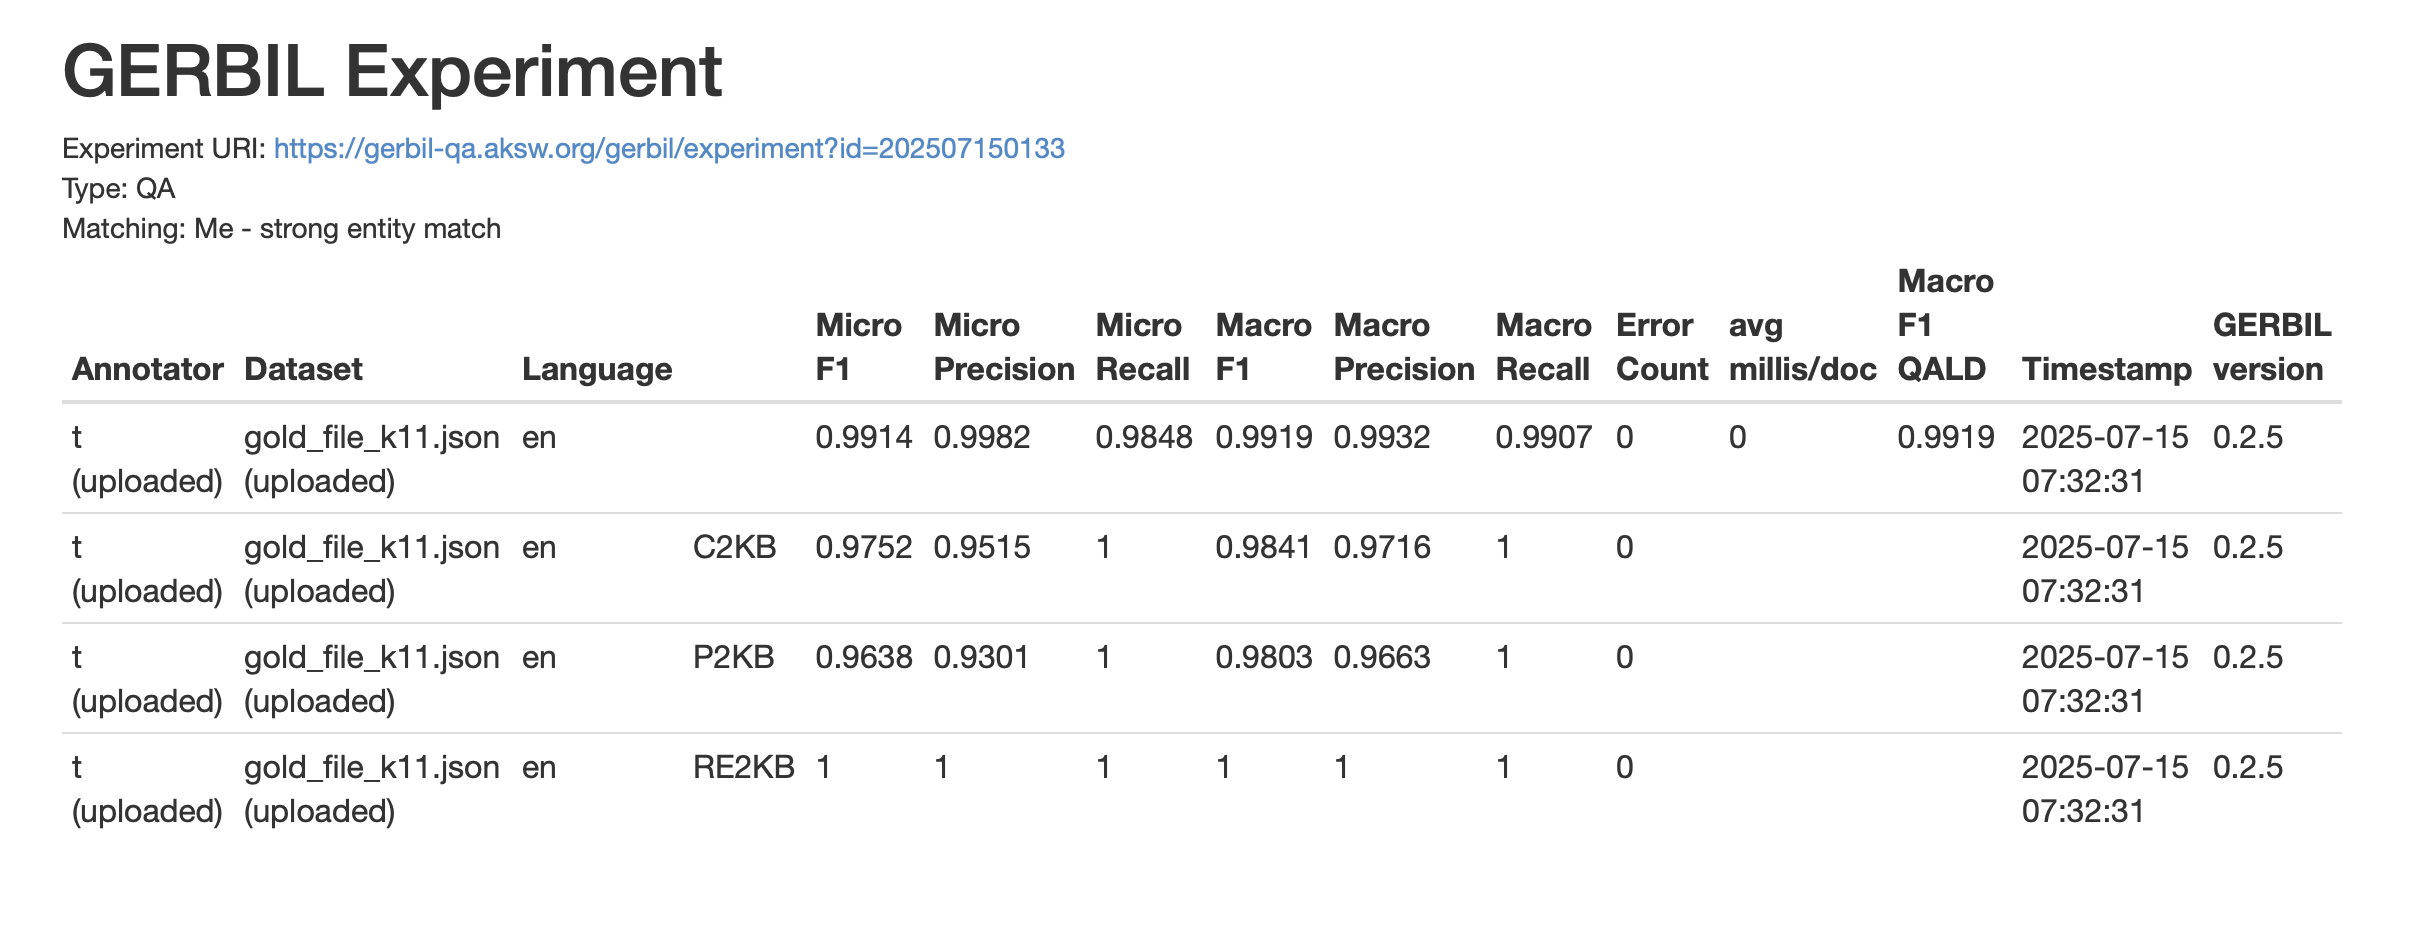 GERBIL Experiment
Experiment URI: https://gerbil-qa.aksw.org/gerbil/experiment?id=202507150133
Type: QA
Matching: Me - strong entity match
Annotator Dataset Language Micro F1 Micro Precision Micro Recall Macro F1 Macro Precision Macro Recall Error Count avg millis/doc Macro F1 QALD Timestamp GERBIL version
t (uploaded) gold_file_k11.json (uploaded) en 0.9914 0.9982 0.9848 0.9919 0.9932 0.9907 0 0 0.9919 2025-07-15 07:32:31 0.2.5
t (uploaded) gold_file_k11.json (uploaded) en C2KB 0.9752 0.9515 1 0.9841 0.9716 1 0 2025-07-15 07:32:31 0.2.5
t (uploaded) gold_file_k11.json (uploaded) en P2KB 0.9638 0.9301 1 0.9803 0.9663 1 0 2025-07-15 07:32:31 0.2.5
t (uploaded) gold_file_k11.json (uploaded) en RE2KB 1 1 1 1 1 1 0 2025-07-15 07:32:31 0.2.5